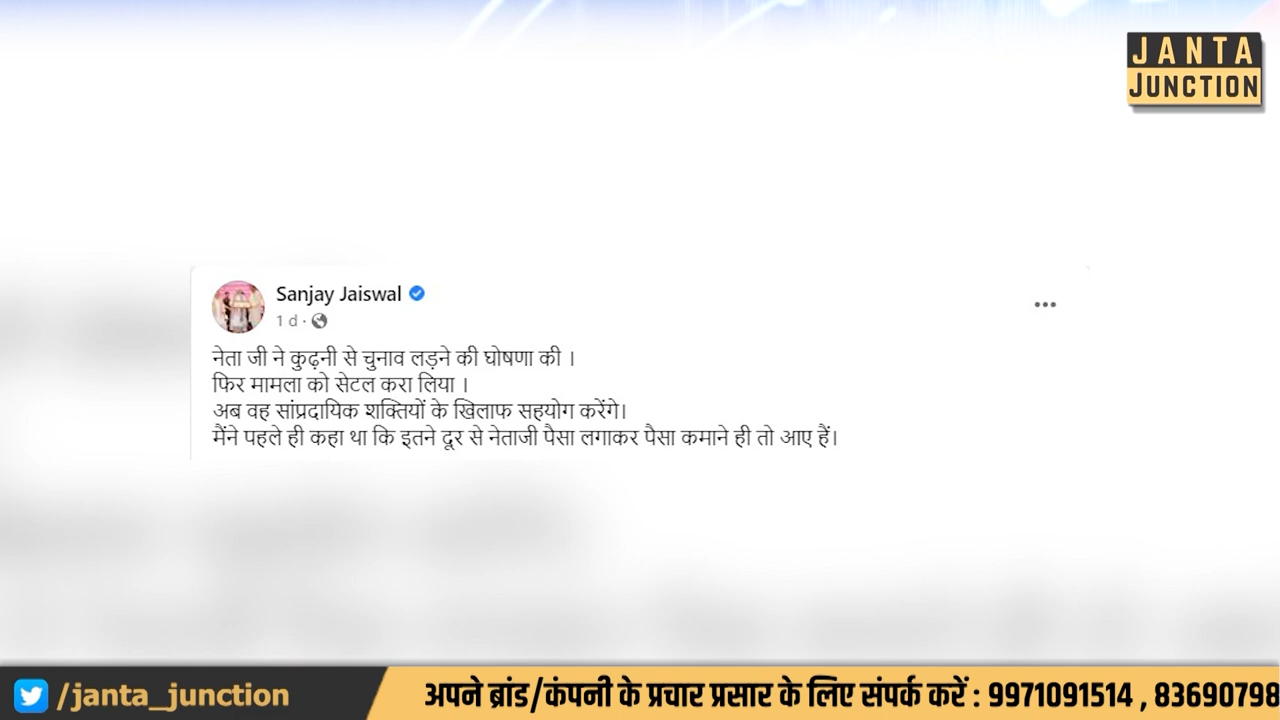 JANTA
JUNCTION
Sanjay Jaiswal
1 d ·
नेता जी ने कुढ़नी से चुनाव लड़ने की घोषणा की ।
फिर मामला को सेटल करा लिया ।
अब वह सांप्रदायिक शक्तियों के खिलाफ सहयोग करेंगे।
मैंने पहले ही कहा था कि इतने दूर से नेताजी पैसा लगाकर पैसा कमाने ही तो आए हैं।
/janta_junction
अपने ब्रांड/कंपनी के प्रचार प्रसार के लिए संपर्क करें : 9971091514 , 83690798